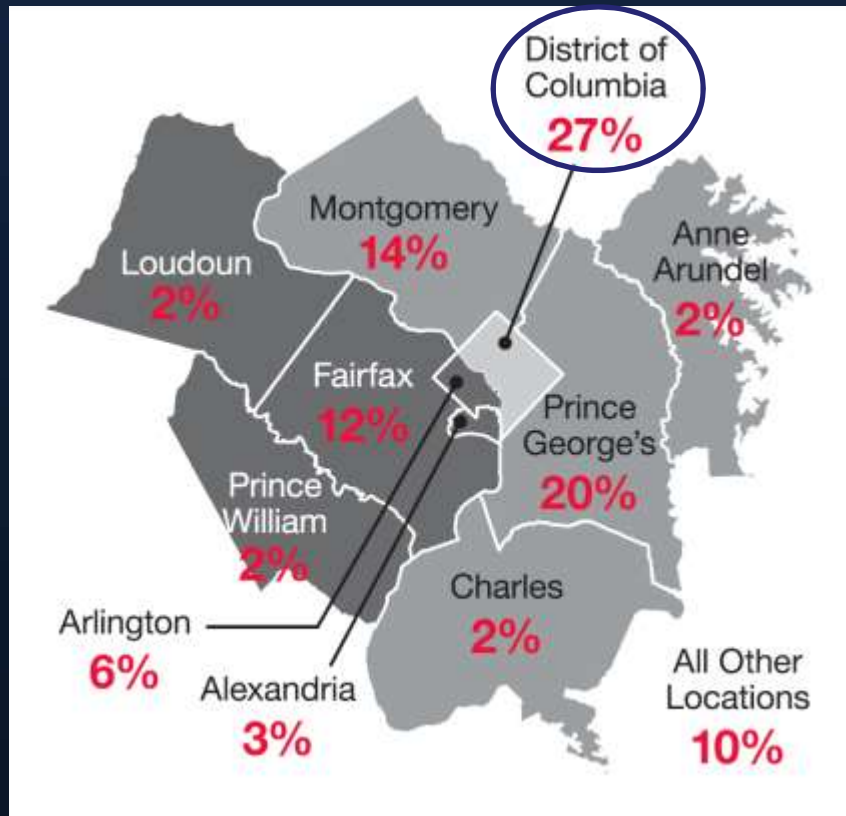 District of
Columbia
27%
Montgomery
14%
Anne
Arundel
2%
Loudoun
2%
Fairfax
12%
Prince
George's
20%
Prince
William
2%
Charles
2%
Arlington
6%
Alexandria
3%
All Other
Locations
10%